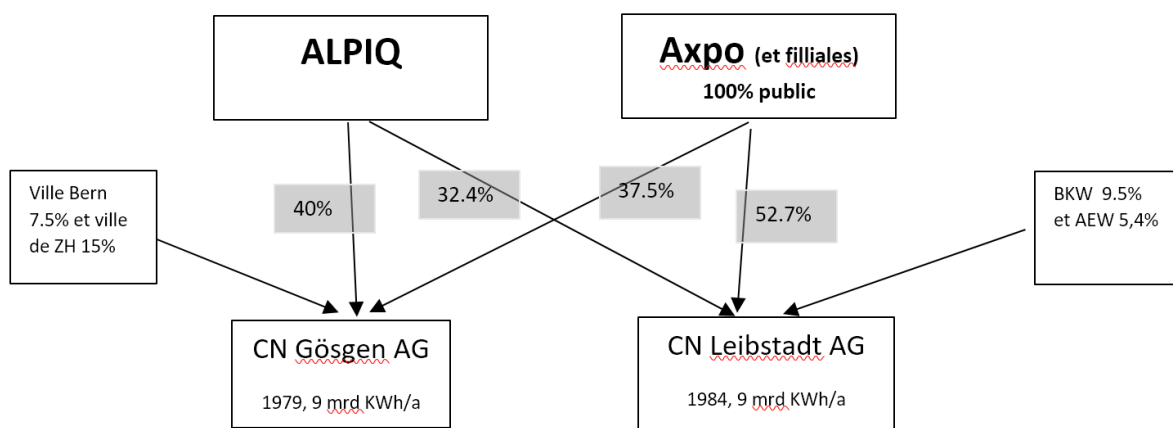 ALPIQ
Axpo (et filliales)
100% public
Ville Bern
7.5% et ville
de ZH 15%
40%
32.4%
37.5%
52.7%
BKW 9.5%
et AEW 5,4%
CN Gösgen AG
1979, 9 mrd KWh/a
CN Leibstadt AG
1984, 9 mrd KWh/a